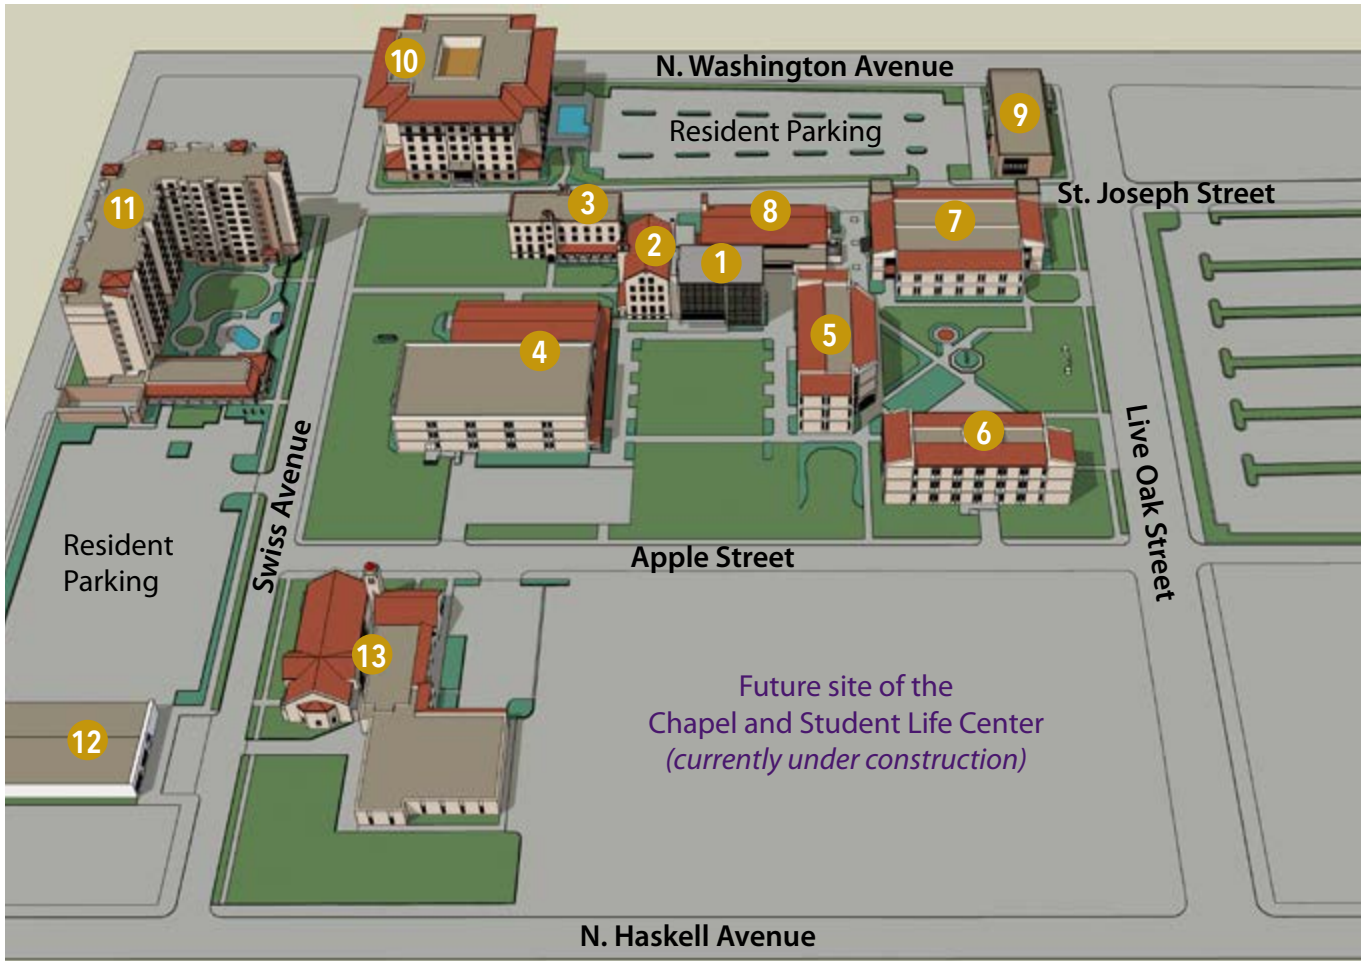 10
N. Washington Avenue
9
Resident Parking
St. Joseph Street
11
3
8
7
2
1
4
5
6
Swiss Avenue
Live Oak Street
Resident
Parking
Apple Street
13
Future site of the
Chapel and Student Life Center
(currently under construction)
12
N. Haskell Avenue